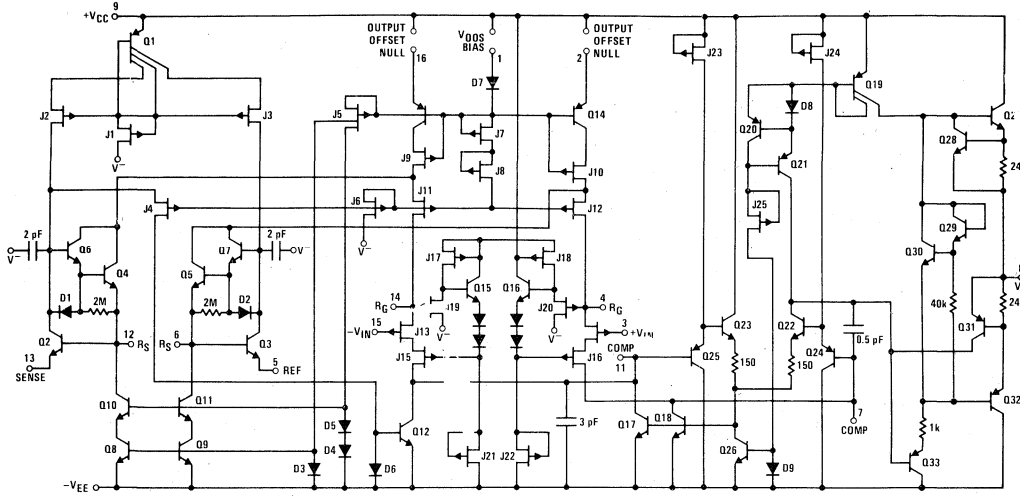 +VCC 9
Q1
OUTPUT OFFSET NULL
16
VOOS BIAS
1
OUTPUT OFFSET NULL
2
J23
J24
Q19
D7
J2
J1
J3
V−
J5
J7
Q14
D8
Q20
Q21
Q28
24
J9
J8
J10
J4
J6
J11
J12
J25
V−
2 pF
V−
Q6
Q4
Q7
Q5
2 pF
V−
J17
Q15
Q16
J18
Q30
Q29
D1
2M
2M
D2
RG 14
J19
V−
J20
V−
4 RG
40k
24
Q2
12 RS
6 RS
Q3
−VIN 15
J13
3 +VIN
Q23
Q22
Q24
0.5 pF
Q31
13 SENSE
5 REF
J15
J16
COMP 11
Q25
150
150
Q10
Q11
7 COMP
Q32
D5
D4
Q12
3 pF
Q17
Q18
1k
Q8
Q9
D3
D6
J21
J22
Q26
D9
Q33
−VEE